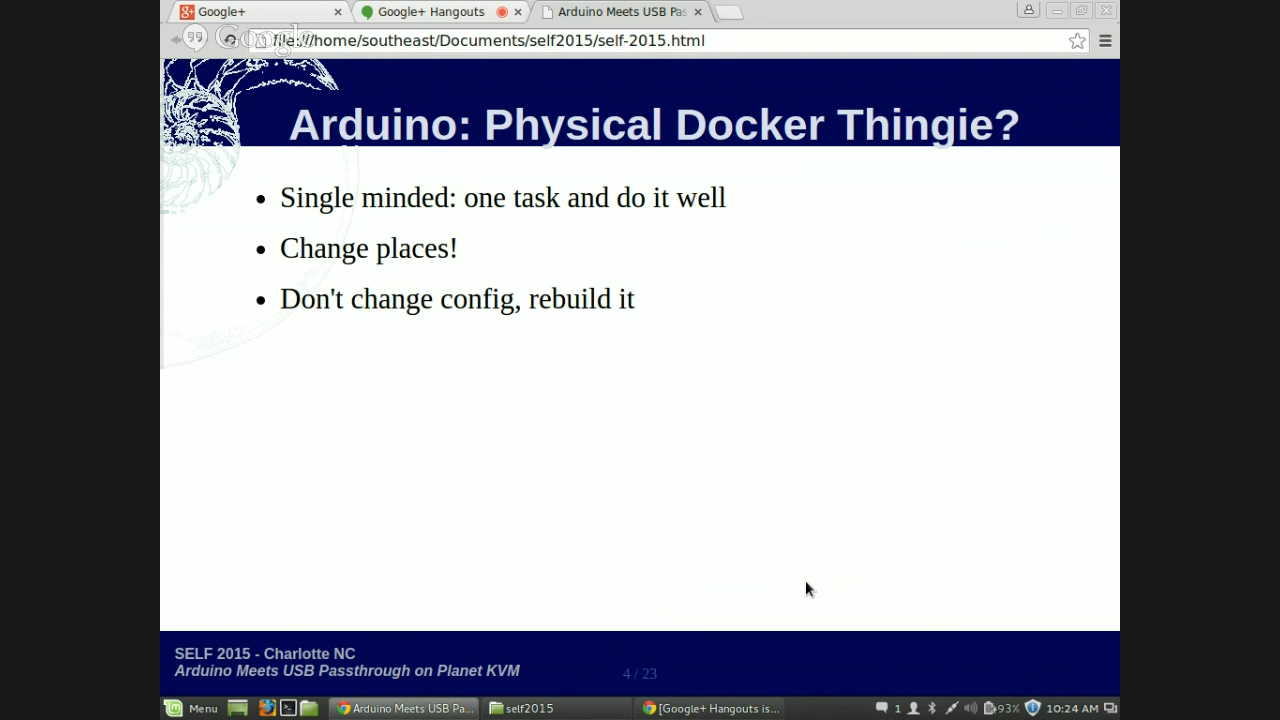 Google+
Google+ Hangouts
Arduino Meets USB Pas
Google
file:///home/southeast/Documents/self2015/self-2015.html
Arduino: Physical Docker Thingie?
Single minded: one task and do it well
Change places!
Don't change config, rebuild it
SELF 2015 - Charlotte NC
Arduino Meets USB Passthrough on Planet KVM
4 / 23
Menu
Arduino Meets USB Pa...
self2015
[Google+ Hangouts is...
1
93%
10:24 AM